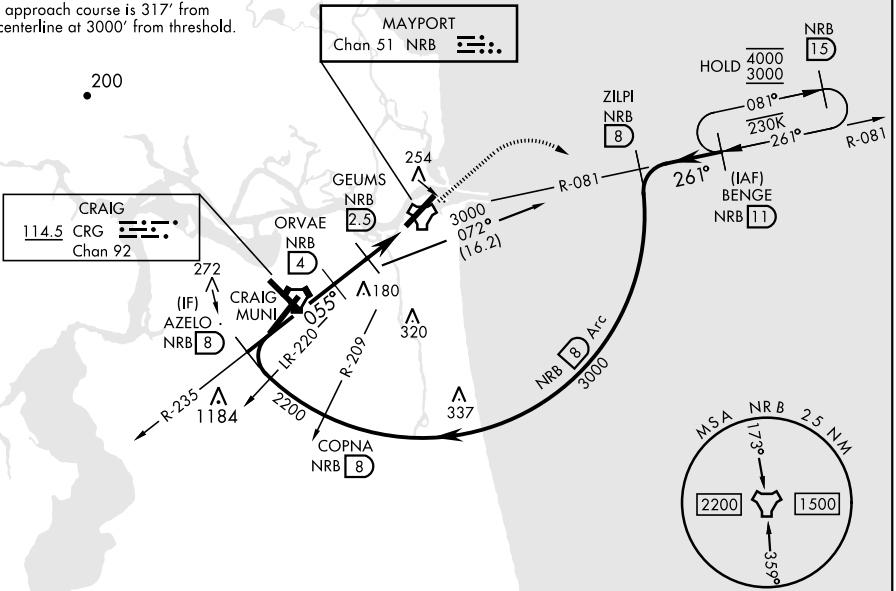 approach course is 317' from
centerline at 3000' from threshold.
200
MAYPORT
Chan 51 NRB
NRB
15
HOLD 4000
3000
081°
230K
261°
R-081
ZILPI
NRB
8
261°
(IAF)
BENGE
NRB 11
254
GEUMS
NRB
2.5
R-081
3000
072°
(16.2)
CRAIG
114.5 CRG
Chan 92
ORVAE
NRB
4
272
CRAIG
MUNI
055°
180
320
(IF)
AZELO
NRB 8
LR-220
R-209
R-235
1184
2200
337
NRB 8 Arc
3000
COPNA
NRB 8
MSA NRB 25 NM
173°
2200
1500
359°